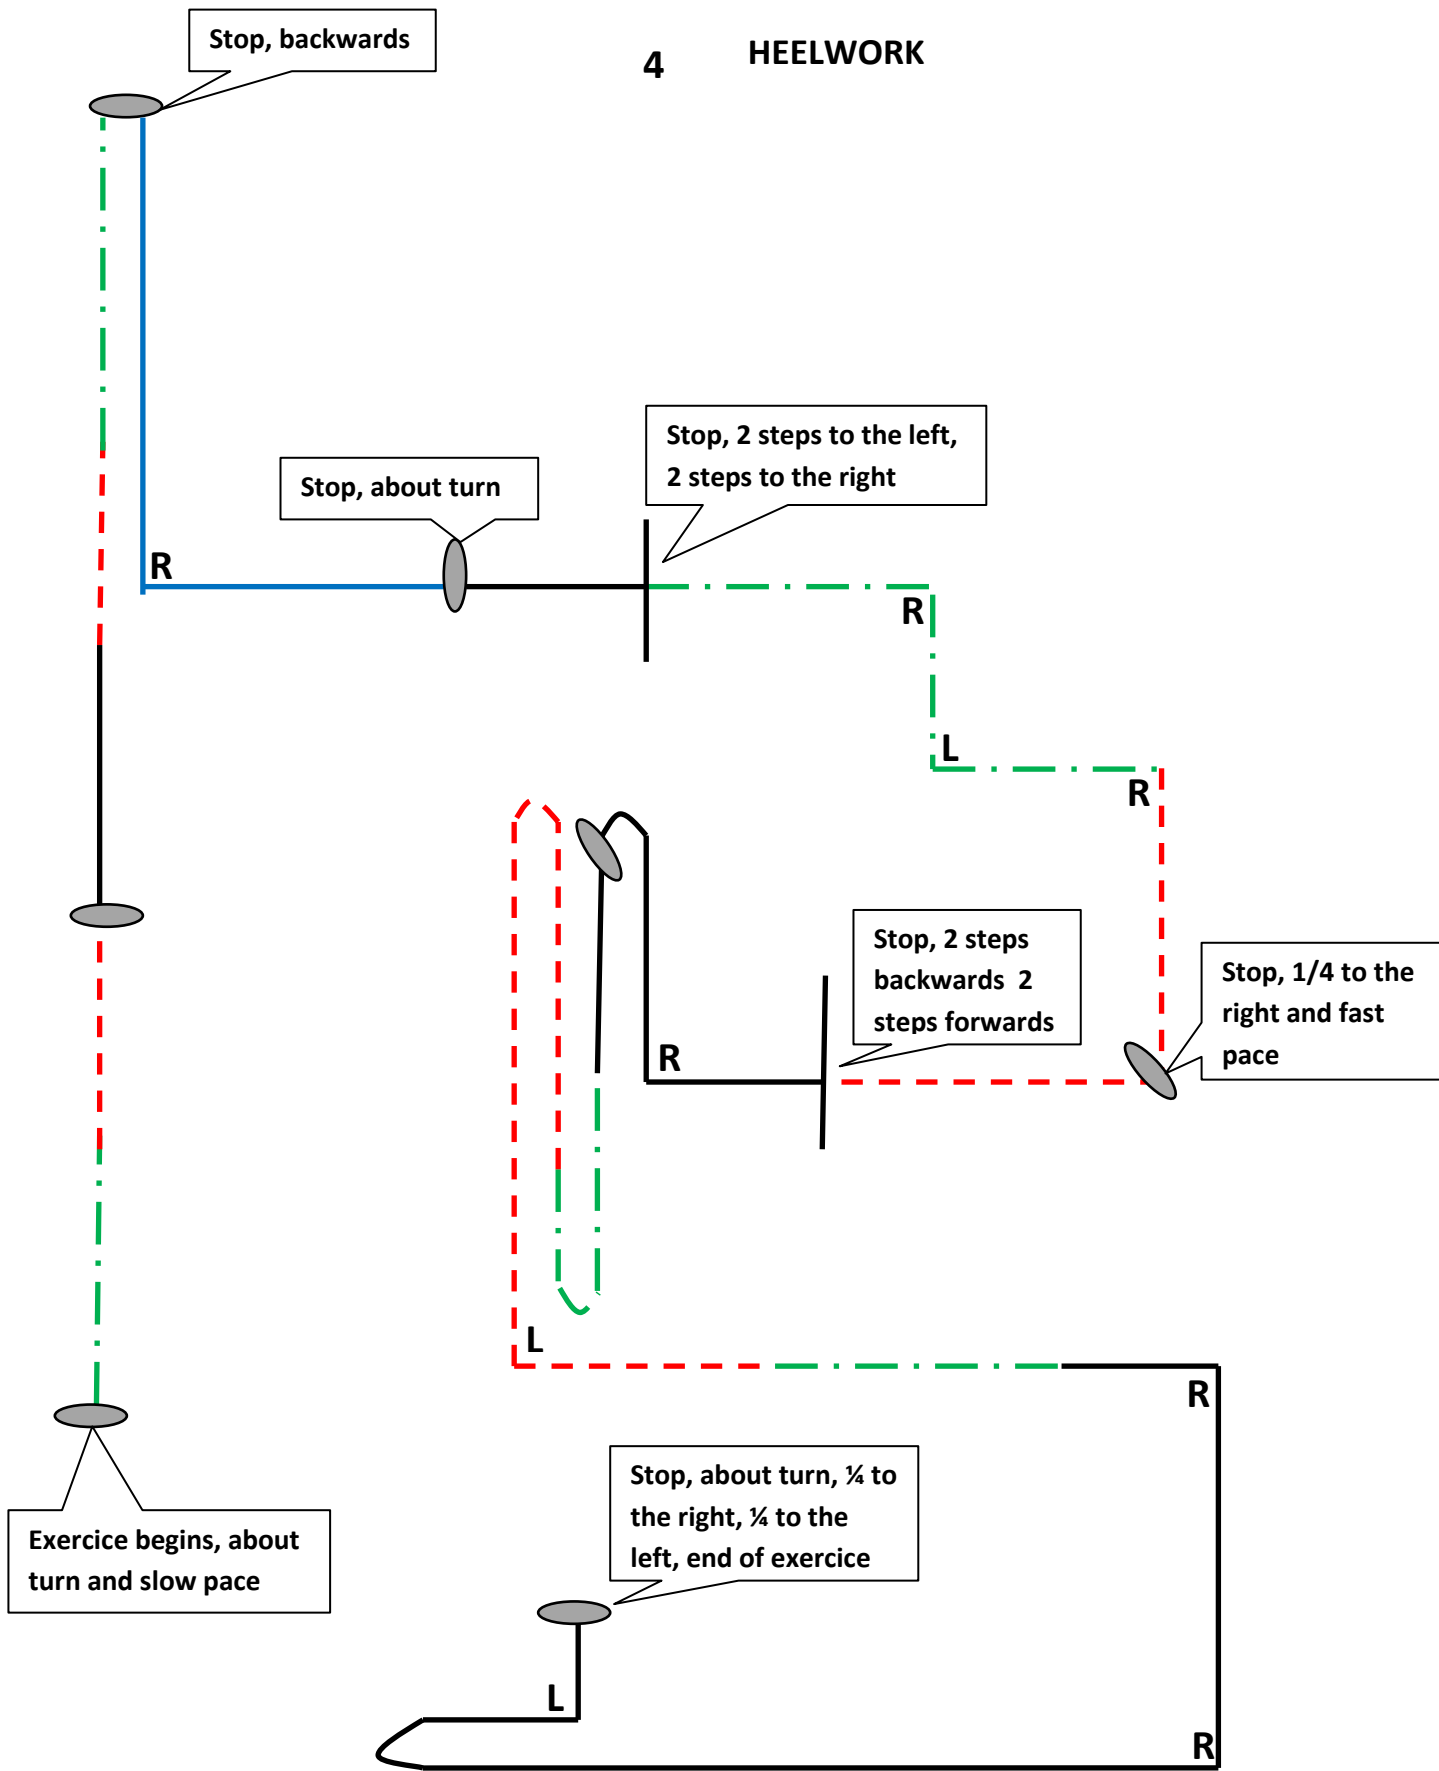 Stop, backwards
4 HEELWORK
Stop, 2 steps to the left,
2 steps to the right
Stop, about turn
R
R
L
R
Stop, 2 steps
backwards 2
steps forwards
Stop, 1/4 to the
right and fast
pace
R
L
R
Stop, about turn, ¼ to
the right, ¼ to the
left, end of exercice
Exercice begins, about
turn and slow pace
L
R